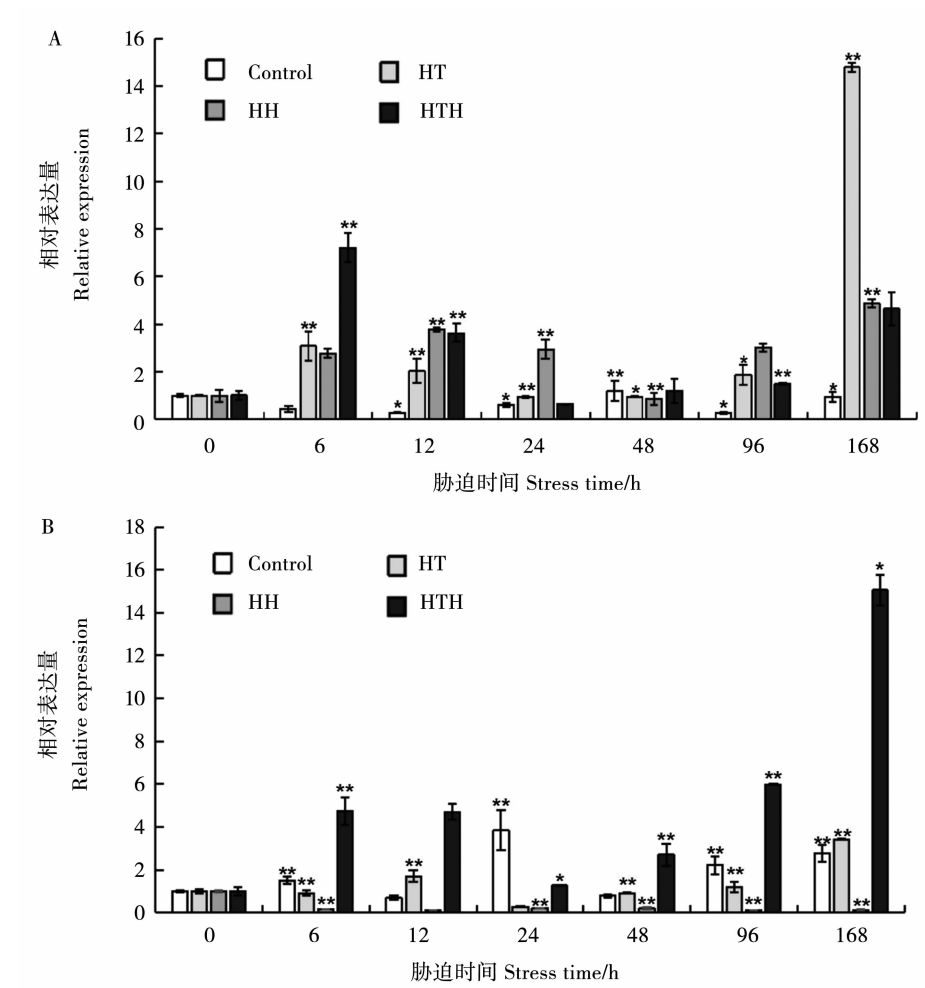 A
16
14
12
10
8
6
4
2
0
相对表达量
Relative expression
Control
HT
HH
HTH
** ** * ** ** ** * ** ** ** * ** * * ** * ** **
0 6 12 24 48 96 168
胁迫时间 Stress time/h
B
18
16
14
12
10
8
6
4
2
0
相对表达量
Relative expression
Control
HT
HH
HTH
** ** ** ** ** ** ** * ** ** ** ** ** ** ** ** ** ** *
0 6 12 24 48 96 168
胁迫时间 Stress time/h